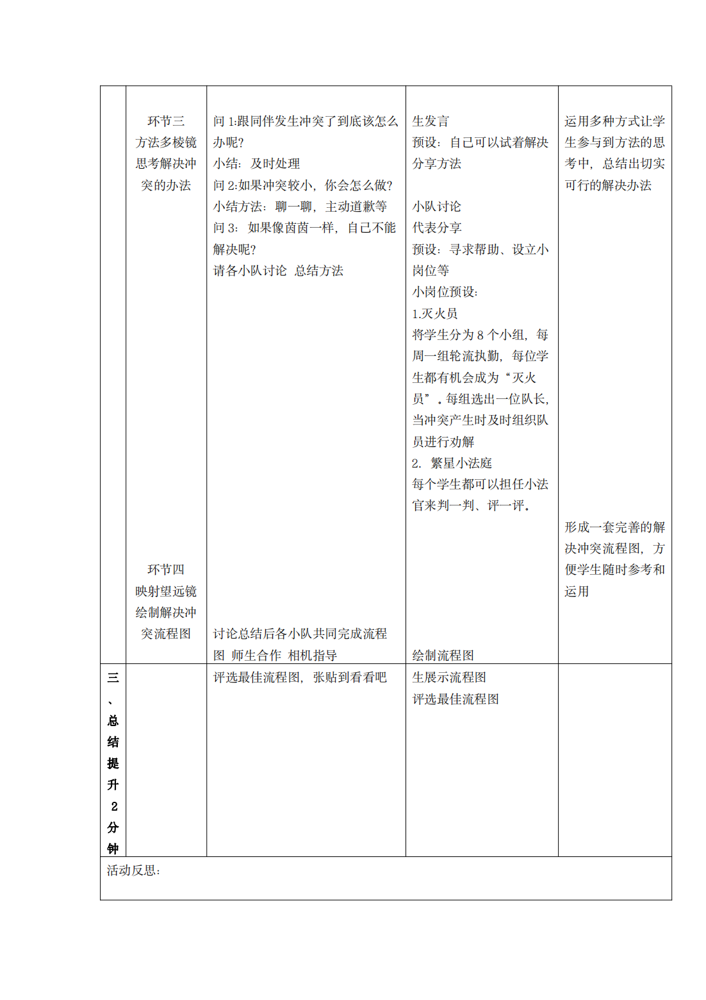 环节三
方法多棱镜
思考解决冲
突的办法
问 1:跟同伴发生冲突了到底该怎么
办呢?
小结：及时处理
问 2:如果冲突较小，你会怎么做?
小结方法：聊一聊，主动道歉等
问 3：如果像茵茵一样，自己不能
解决呢?
请各小队讨论 总结方法
生发言
预设：自己可以试着解决
分享方法
小队讨论
代表分享
预设：寻求帮助、设立小
岗位等
小岗位预设：
1.灭火员
将学生分为 8 个小组，每
周一组轮流执勤，每位学
生都有机会成为“灭火
员”。每组选出一位队长，
当冲突产生时及时组织队
员进行劝解
2. 繁星小法庭
每个学生都可以担任小法
官来判一判、评一评。
运用多种方式让学
生参与到方法的思
考中，总结出切实
可行的解决办法
环节四
映射望远镜
绘制解决冲
突流程图
讨论总结后各小队共同完成流程
图 师生合作 相机指导
绘制流程图
形成一套完善的解
决冲突流程图，方
便学生随时参考和
运用
三
、
总
结
提
升
2
分
钟
评选最佳流程图，张贴到看看吧
生展示流程图
评选最佳流程图
活动反思：